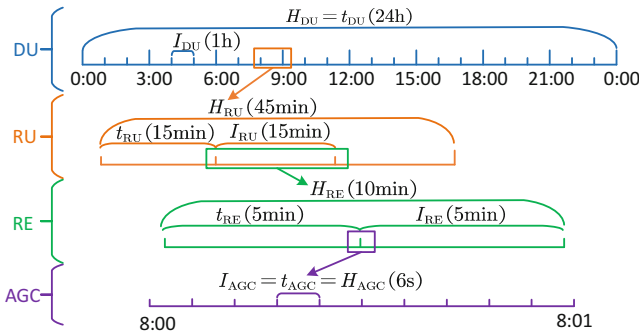 H_DU = t_DU (24h)
DU
I_DU (1h)
0:00 3:00 6:00 9:00 12:00 15:00 18:00 21:00 0:00
H_RU (45min)
RU
t_RU (15min) I_RU (15min)
H_RE (10min)
RE
t_RE (5min) I_RE (5min)
I_AGC = t_AGC = H_AGC (6s)
AGC
8:00 8:01